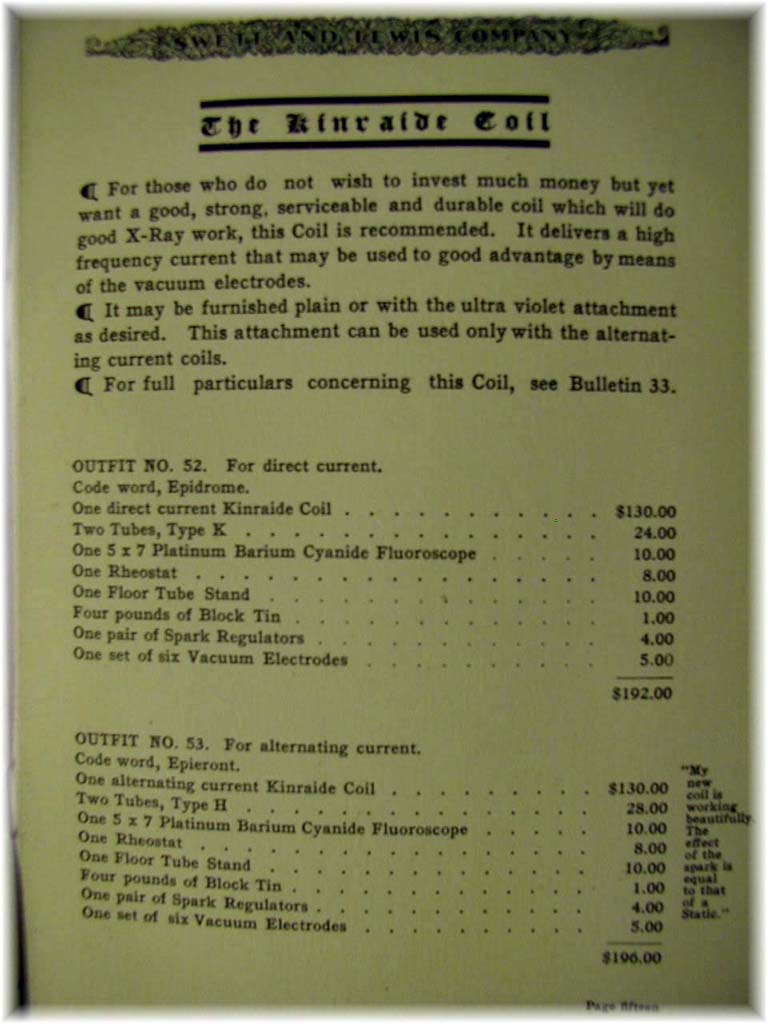 SWETT AND LEWIS COMPANY
The Kinraide Coil
¶ For those who do not wish to invest much money but yet
want a good, strong, serviceable and durable coil which will do
good X-Ray work, this Coil is recommended. It delivers a high
frequency current that may be used to good advantage by means
of the vacuum electrodes.
¶ It may be furnished plain or with the ultra violet attachment
as desired. This attachment can be used only with the alternat-
ing current coils.
¶ For full particulars concerning this Coil, see Bulletin 33.
OUTFIT NO. 52. For direct current.
Code word, Epidrome.
One direct current Kinraide Coil . . . . . . . . . . . $130.00
Two Tubes, Type K . . . . . . . . . . . . . . . 24.00
One 5 x 7 Platinum Barium Cyanide Fluoroscope . . . . . 10.00
One Rheostat . . . . . . . . . . . . . . . . . 8.00
One Floor Tube Stand . . . . . . . . . . . . . . 10.00
Four pounds of Block Tin . . . . . . . . . . . . . 1.00
One pair of Spark Regulators . . . . . . . . . . . . 4.00
One set of six Vacuum Electrodes . . . . . . . . . . 5.00
$192.00
OUTFIT NO. 53. For alternating current.
Code word, Epieront.
One alternating current Kinraide Coil . . . . . . . . . $130.00
Two Tubes, Type H . . . . . . . . . . . . . . . 28.00
One 5 x 7 Platinum Barium Cyanide Fluoroscope . . . . . 10.00
One Rheostat . . . . . . . . . . . . . . . . . 8.00
One Floor Tube Stand . . . . . . . . . . . . . . 10.00
Four pounds of Block Tin . . . . . . . . . . . . . 1.00
One pair of Spark Regulators . . . . . . . . . . . . 4.00
One set of six Vacuum Electrodes . . . . . . . . . . 5.00
$196.00
"My
new
coil is
working
beautifully.
The
effect
of the
spark is
equal
to that
of a
Static."
Page fifteen